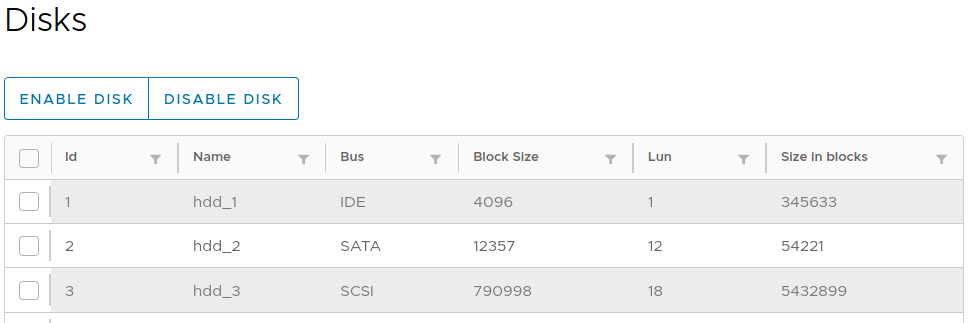 Disks
ENABLE DISK DISABLE DISK
Id Name Bus Block Size Lun Size in blocks
1 hdd_1 IDE 4096 1 345633
2 hdd_2 SATA 12357 12 54221
3 hdd_3 SCSI 790998 18 5432899